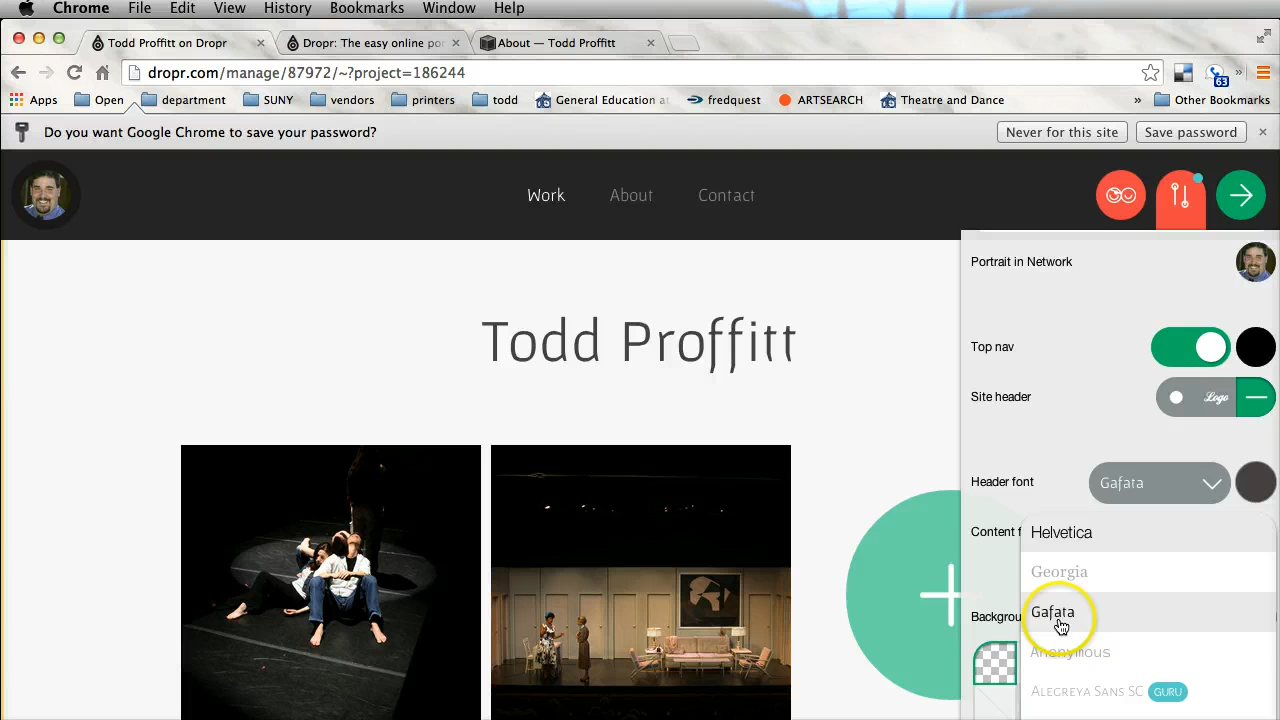 Chrome File Edit View History Bookmarks Window Help
Todd Proffitt on Dropr × Dropr: The easy online po × About — Todd Proffitt ×
dropr.com/manage/87972/~?project=186244
63
Apps Open department SUNY vendors printers todd General Education at fredquest ARTSEARCH Theatre and Dance » Other Bookmarks
Do you want Google Chrome to save your password? Never for this site Save password ×
Work About Contact
Portrait in Network
Todd Proffitt
Top nav
Site header Logo
Header font Gafata
Content f Helvetica
Georgia
Gafata
Backgrou
Anonymous
Alegreya Sans SC GURU